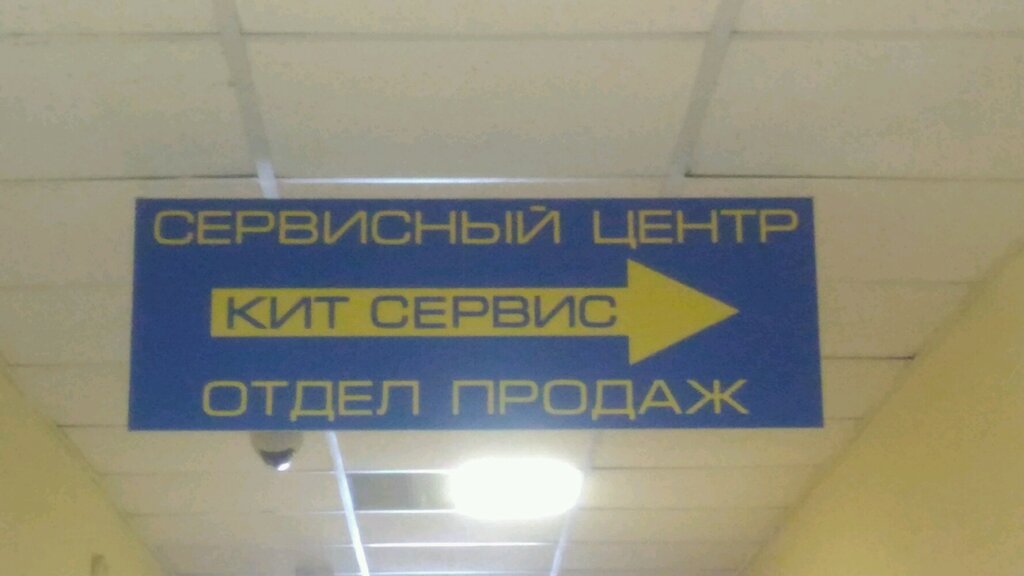 СЕРВИСНЫЙ ЦЕНТР
КИТ СЕРВИС
ОТДЕЛ ПРОДАЖ